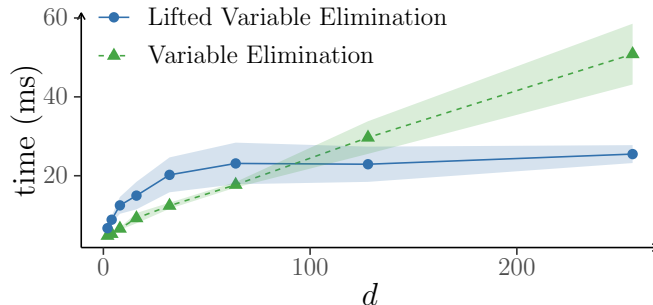 60
Lifted Variable Elimination
Variable Elimination
40
20
time (ms)
0
100
200
d